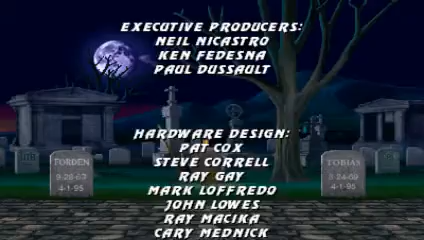 EXECUTIVE PRODUCERS:
NEIL NICASTRO
KEN FEDESNA
PAUL DUSSAULT
HARDWARE DESIGN:
PAT COX
STEVE CORRELL
RAY GAY
MARK LOFFREDO
JOHN LOWES
RAY MACIKA
CARY MEDNICK
TOBIAS
4-1-95
4-1-95